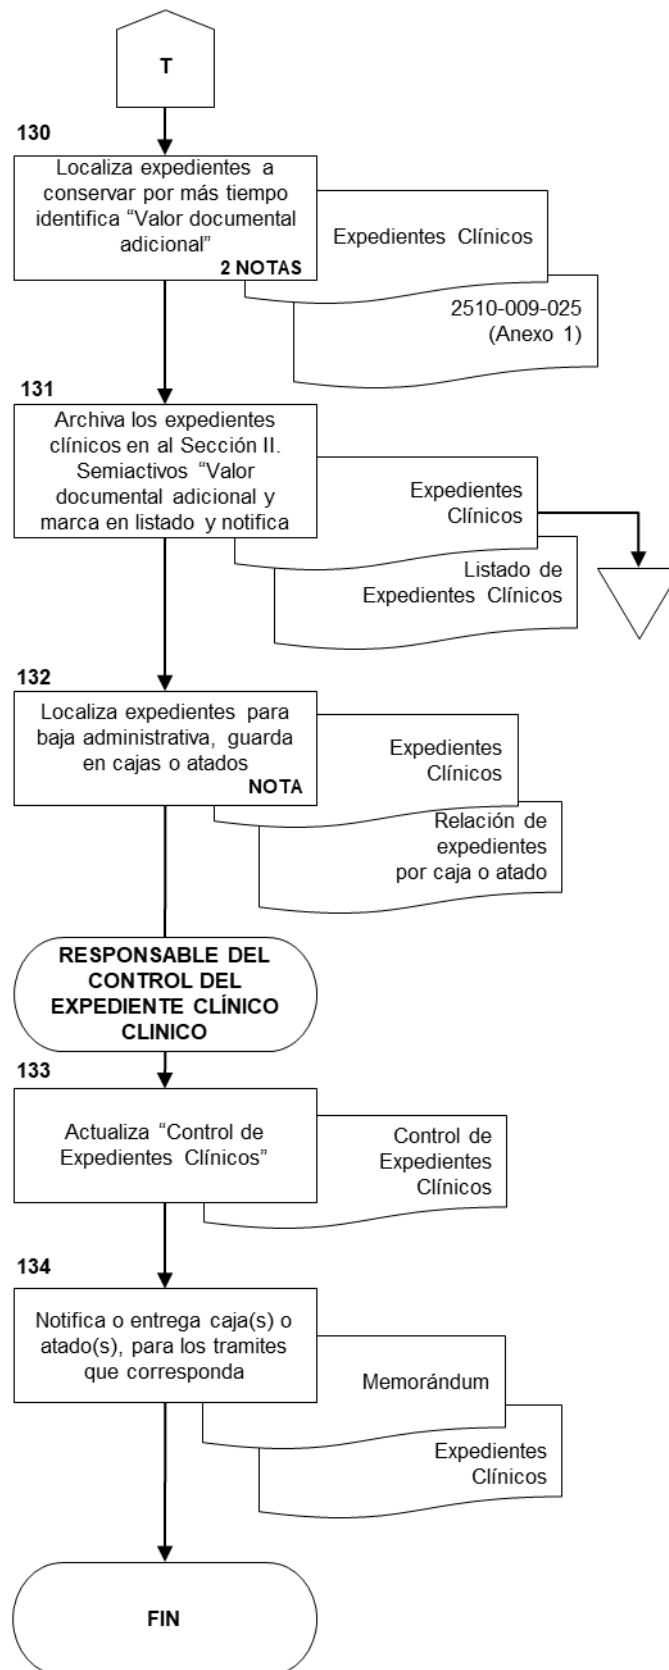 T
130
Localiza expedientes a
conservar por más tiempo
identifica “Valor documental
adicional”
2 NOTAS
Expedientes Clínicos
2510-009-025
(Anexo 1)
131
Archiva los expedientes
clínicos en al Sección II.
Semiactivos “Valor
documental adicional y
marca en listado y notifica
Expedientes
Clínicos
Listado de
Expedientes Clínicos
132
Localiza expedientes para
baja administrativa, guarda
en cajas o atados
NOTA
Expedientes
Clínicos
Relación de
expedientes
por caja o atado
RESPONSABLE DEL
CONTROL DEL
EXPEDIENTE CLÍNICO
CLINICO
133
Actualiza “Control de
Expedientes Clínicos”
Control de
Expedientes
Clínicos
134
Notifica o entrega caja(s) o
atado(s), para los tramites
que corresponda
Memorándum
Expedientes
Clínicos
FIN